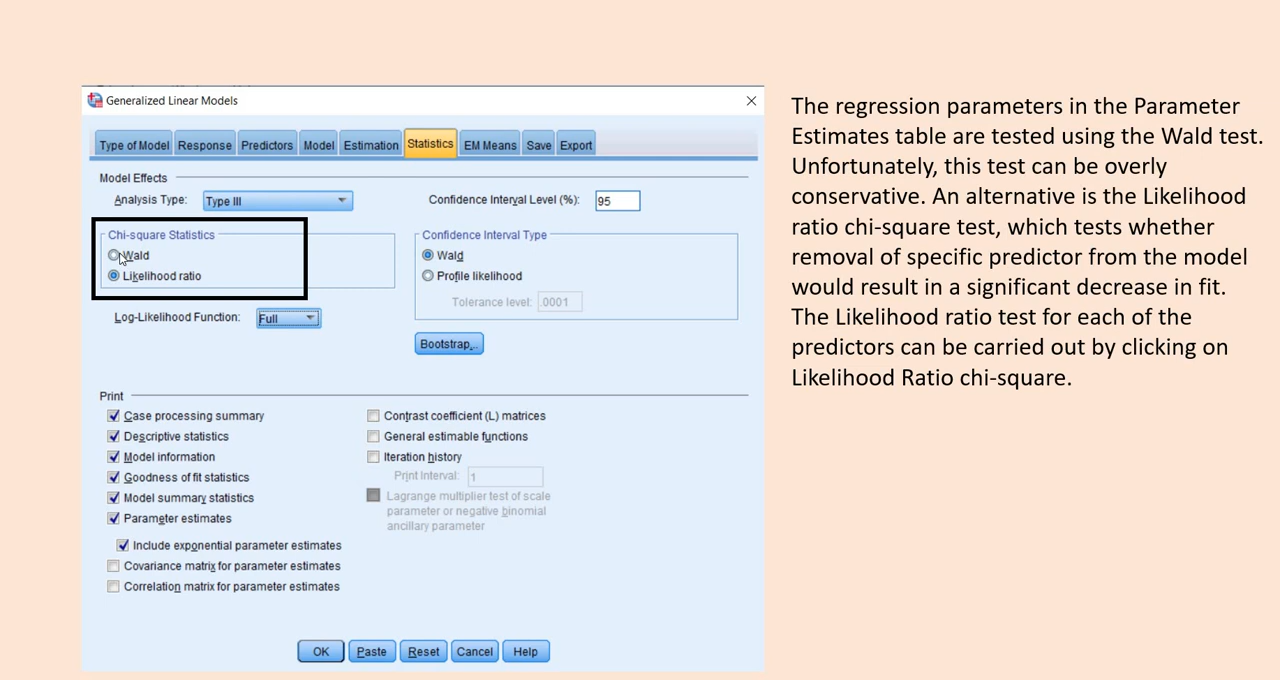 Generalized Linear Models
Type of Model Response Predictors Model Estimation Statistics EM Means Save Export
Model Effects
Analysis Type: Type III
Confidence Interval Level (%): 95
Chi-square Statistics
Wald
Likelihood ratio
Log-Likelihood Function: Full
Confidence Interval Type
Wald
Profile likelihood
Tolerance level: .0001
Bootstrap...
Print
Case processing summary
Descriptive statistics
Model information
Goodness of fit statistics
Model summary statistics
Parameter estimates
Include exponential parameter estimates
Covariance matrix for parameter estimates
Correlation matrix for parameter estimates
Contrast coefficient (L) matrices
General estimable functions
Iteration history
Print Interval: 1
Lagrange multiplier test of scale
parameter or negative binomial
ancillary parameter
OK Paste Reset Cancel Help
The regression parameters in the Parameter
Estimates table are tested using the Wald test.
Unfortunately, this test can be overly
conservative. An alternative is the Likelihood
ratio chi-square test, which tests whether
removal of specific predictor from the model
would result in a significant decrease in fit.
The Likelihood ratio test for each of the
predictors can be carried out by clicking on
Likelihood Ratio chi-square.